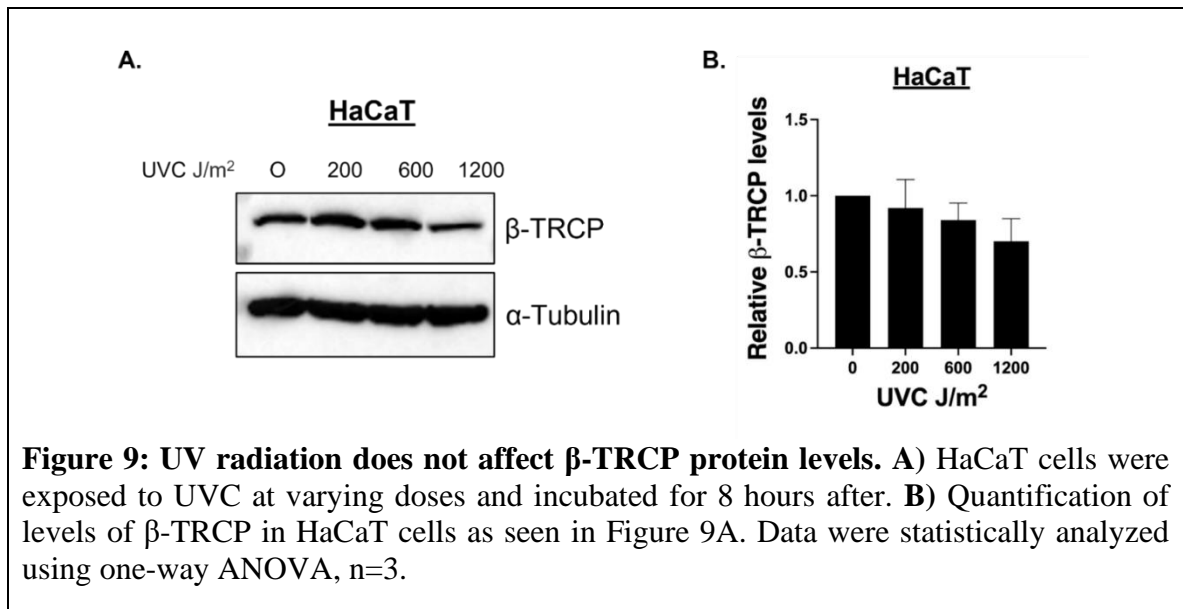 A.
HaCaT
UVC J/m² O 200 600 1200
β-TRCP
α-Tubulin
B.
HaCaT
Relative β-TRCP levels
1.5
1.0
0.5
0.0
0 200 600 1200
UVC J/m²
Figure 9: UV radiation does not affect β-TRCP protein levels. A) HaCaT cells were
exposed to UVC at varying doses and incubated for 8 hours after. B) Quantification of
levels of β-TRCP in HaCaT cells as seen in Figure 9A. Data were statistically analyzed
using one-way ANOVA, n=3.